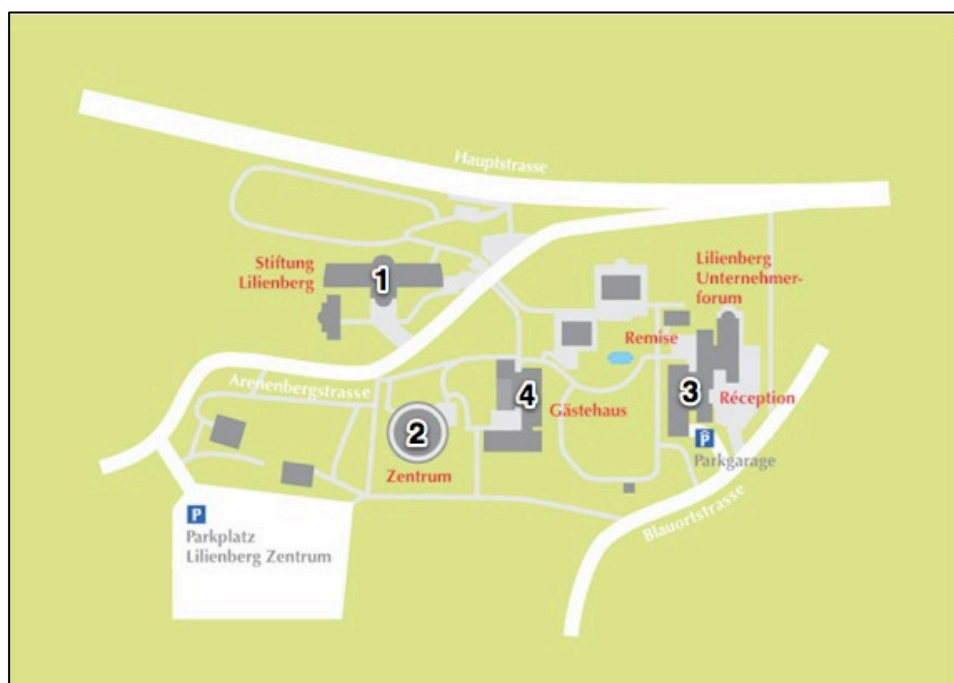 Hauptstrasse
Stiftung
Lilienberg
1
Lilienberg
Unternehmer-
forum
Remise
Arenenbergstrasse
4
3
Gästehaus
Réception
2
Zentrum
P
Parkgarage
P
Parkplatz
Lilienberg Zentrum
Blauortstrasse